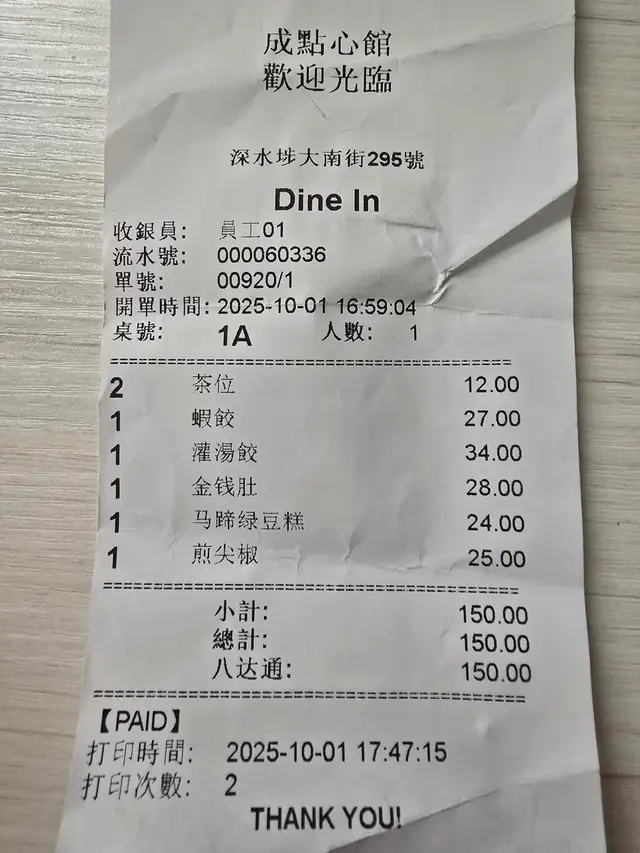 成點心館
歡迎光臨
深水埗大南街295號
Dine In
收銀員: 員工01
流水號: 000060336
單號: 00920/1
開單時間: 2025-10-01 16:59:04
桌號: 1A 人數: 1
2 茶位 12.00
1 蝦餃 27.00
1 灌湯餃 34.00
1 金钱肚 28.00
1 马蹄绿豆糕 24.00
1 煎尖椒 25.00
小計: 150.00
總計: 150.00
八达通: 150.00
【PAID】
打印時間: 2025-10-01 17:47:15
打印次數: 2
THANK YOU!